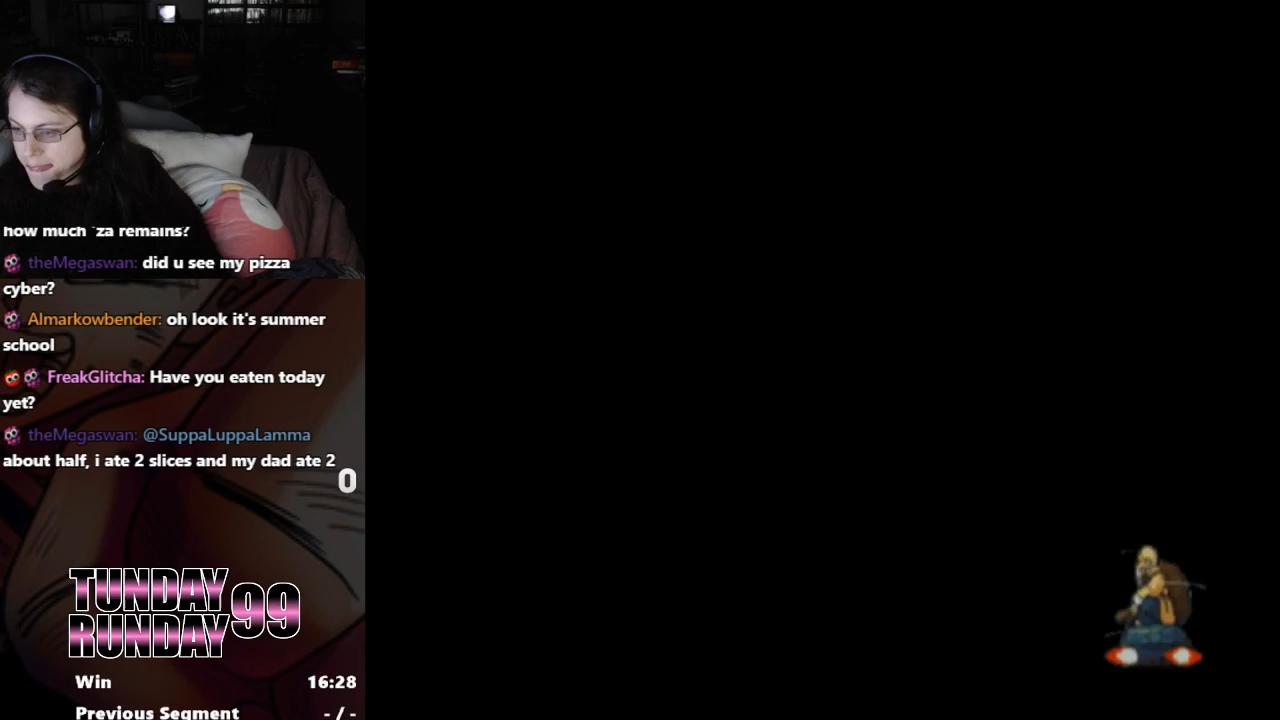 how much 'za remains?
theMegaswan: did u see my pizza
cyber?
Almarkowbender: oh look it's summer
school
FreakGlitcha: Have you eaten today
yet?
theMegaswan: @SuppaLuppaLamma
about half, i ate 2 slices and my dad ate 2
0
TUNDAY
RUNDAY 99
Win 16:28
Previous Segment - / -